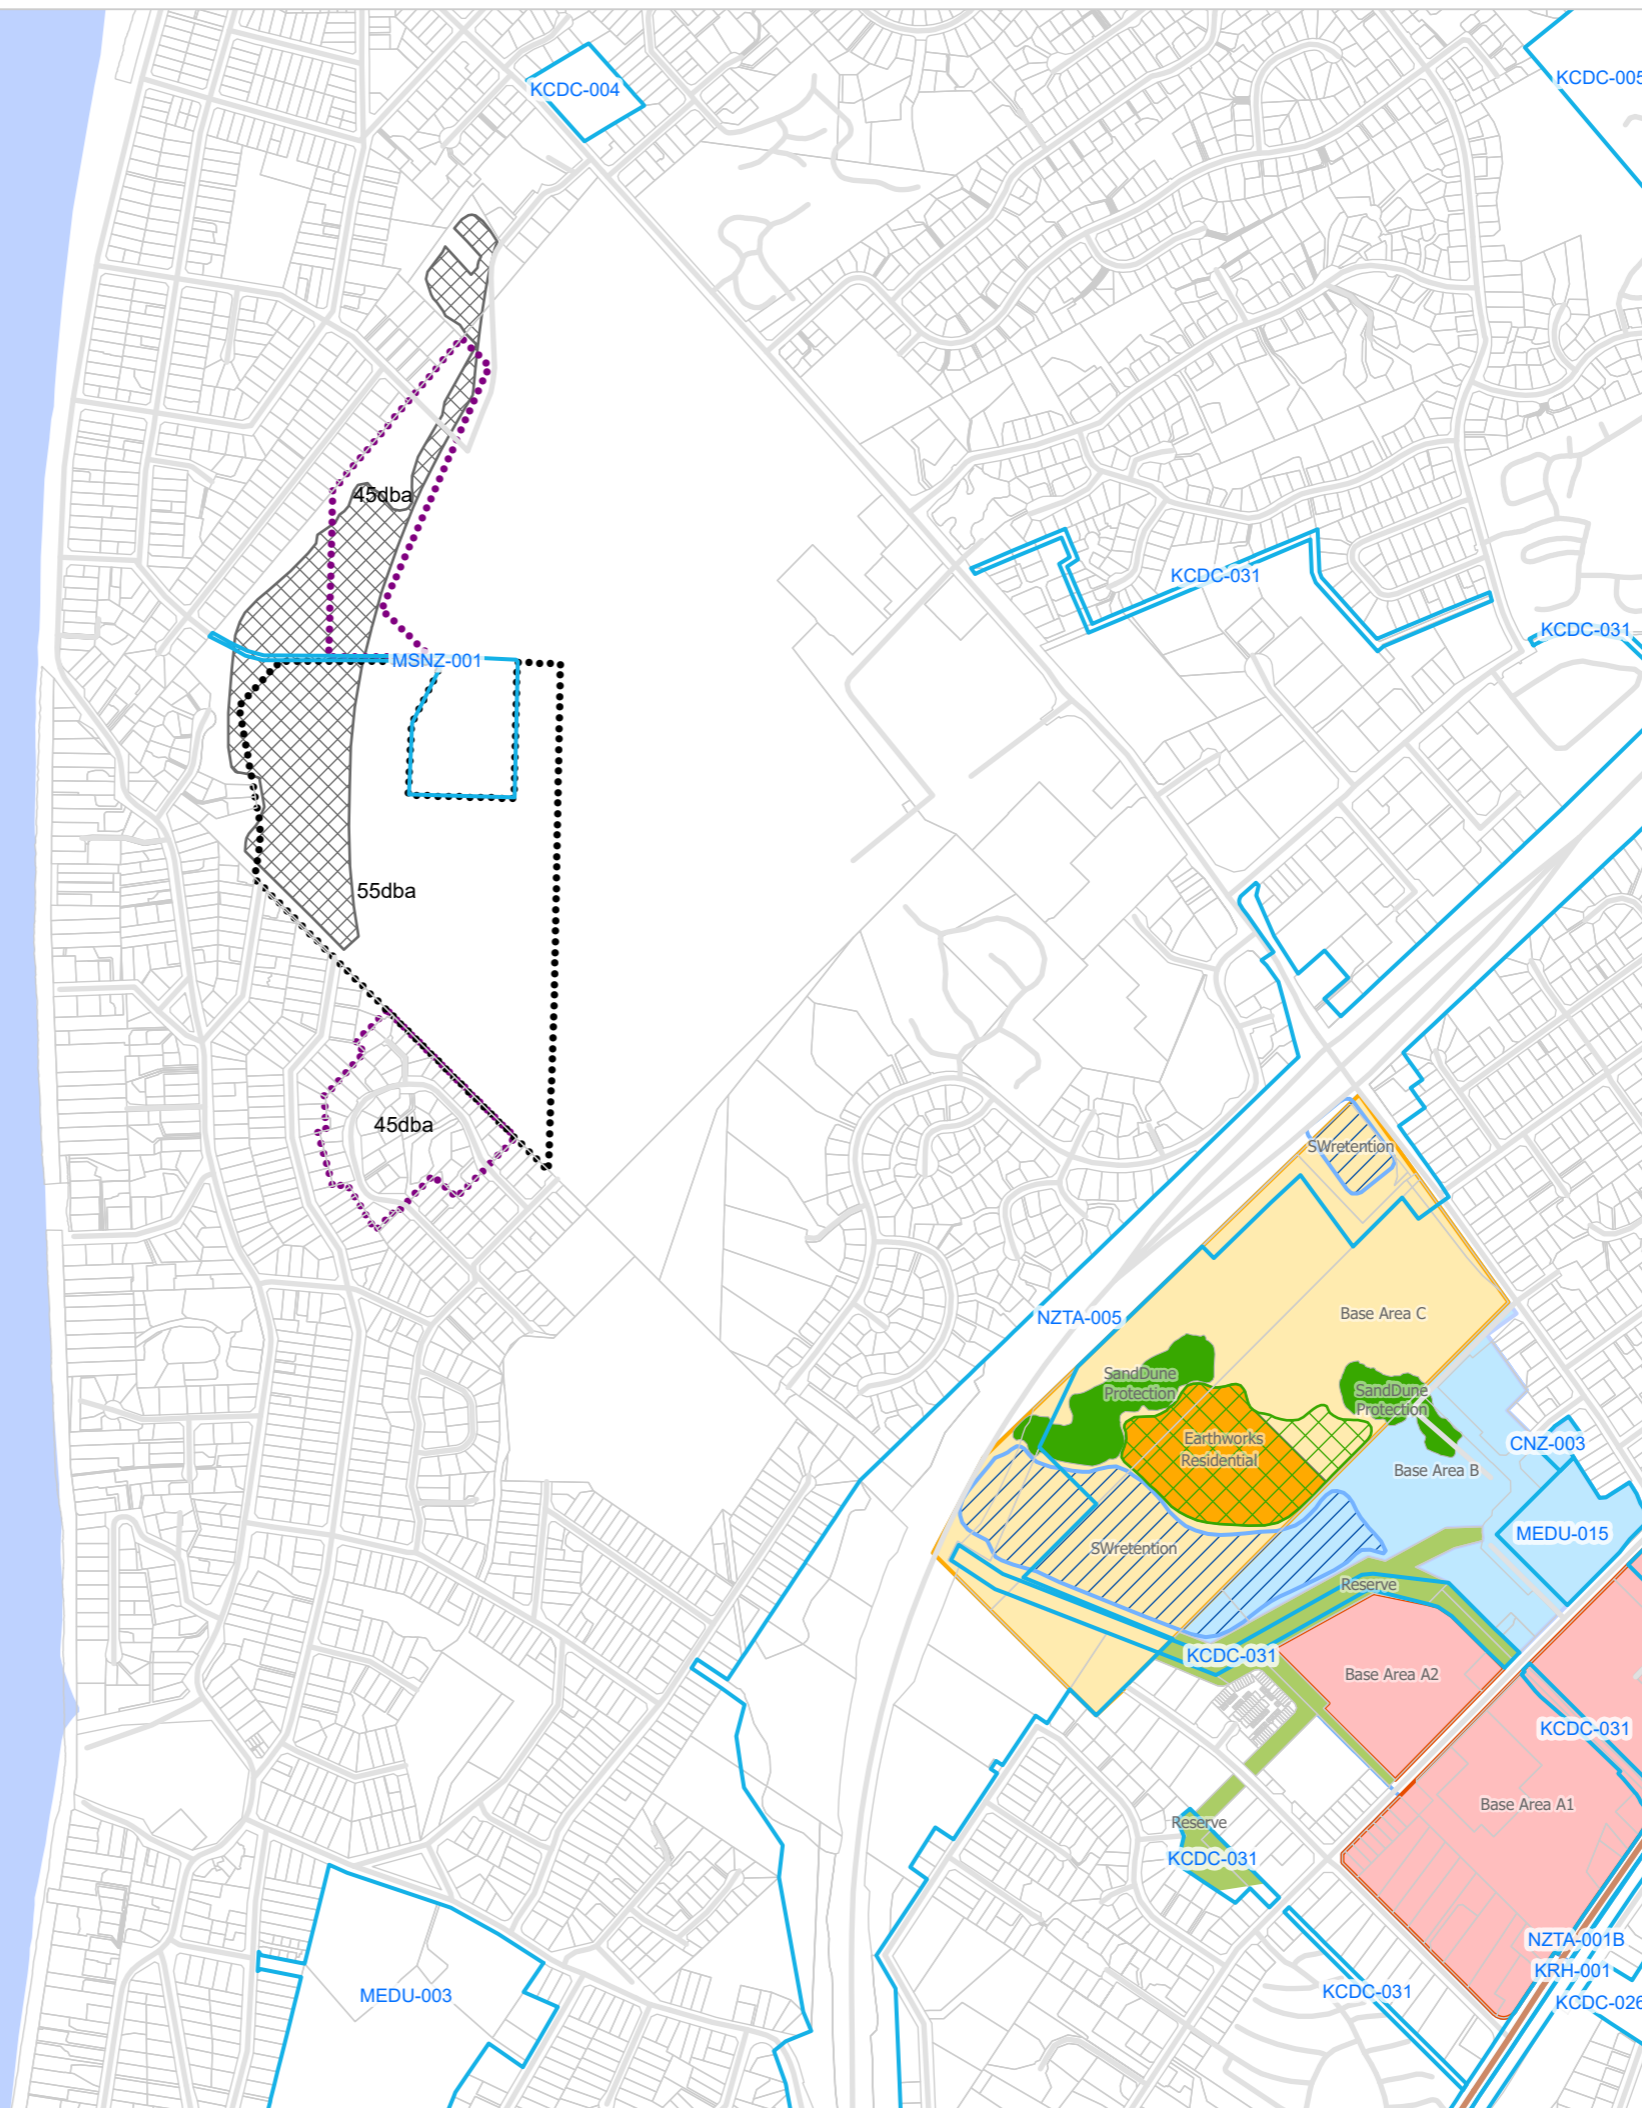 KCDC-004
KCDC-005
45dba
KCDC-031
KCDC-031
MSNZ-001
55dba
45dba
SWretention
NZTA-005
Base Area C
SandDune
Protection
SandDune
Protection
Earthworks
Residential
CNZ-003
Base Area B
MEDU-015
SWretention
Reserve
KCDC-031
Base Area A2
KCDC-031
Base Area A1
Reserve
KCDC-031
NZTA-001B
KRH-001
MEDU-003
KCDC-031
KCDC-026